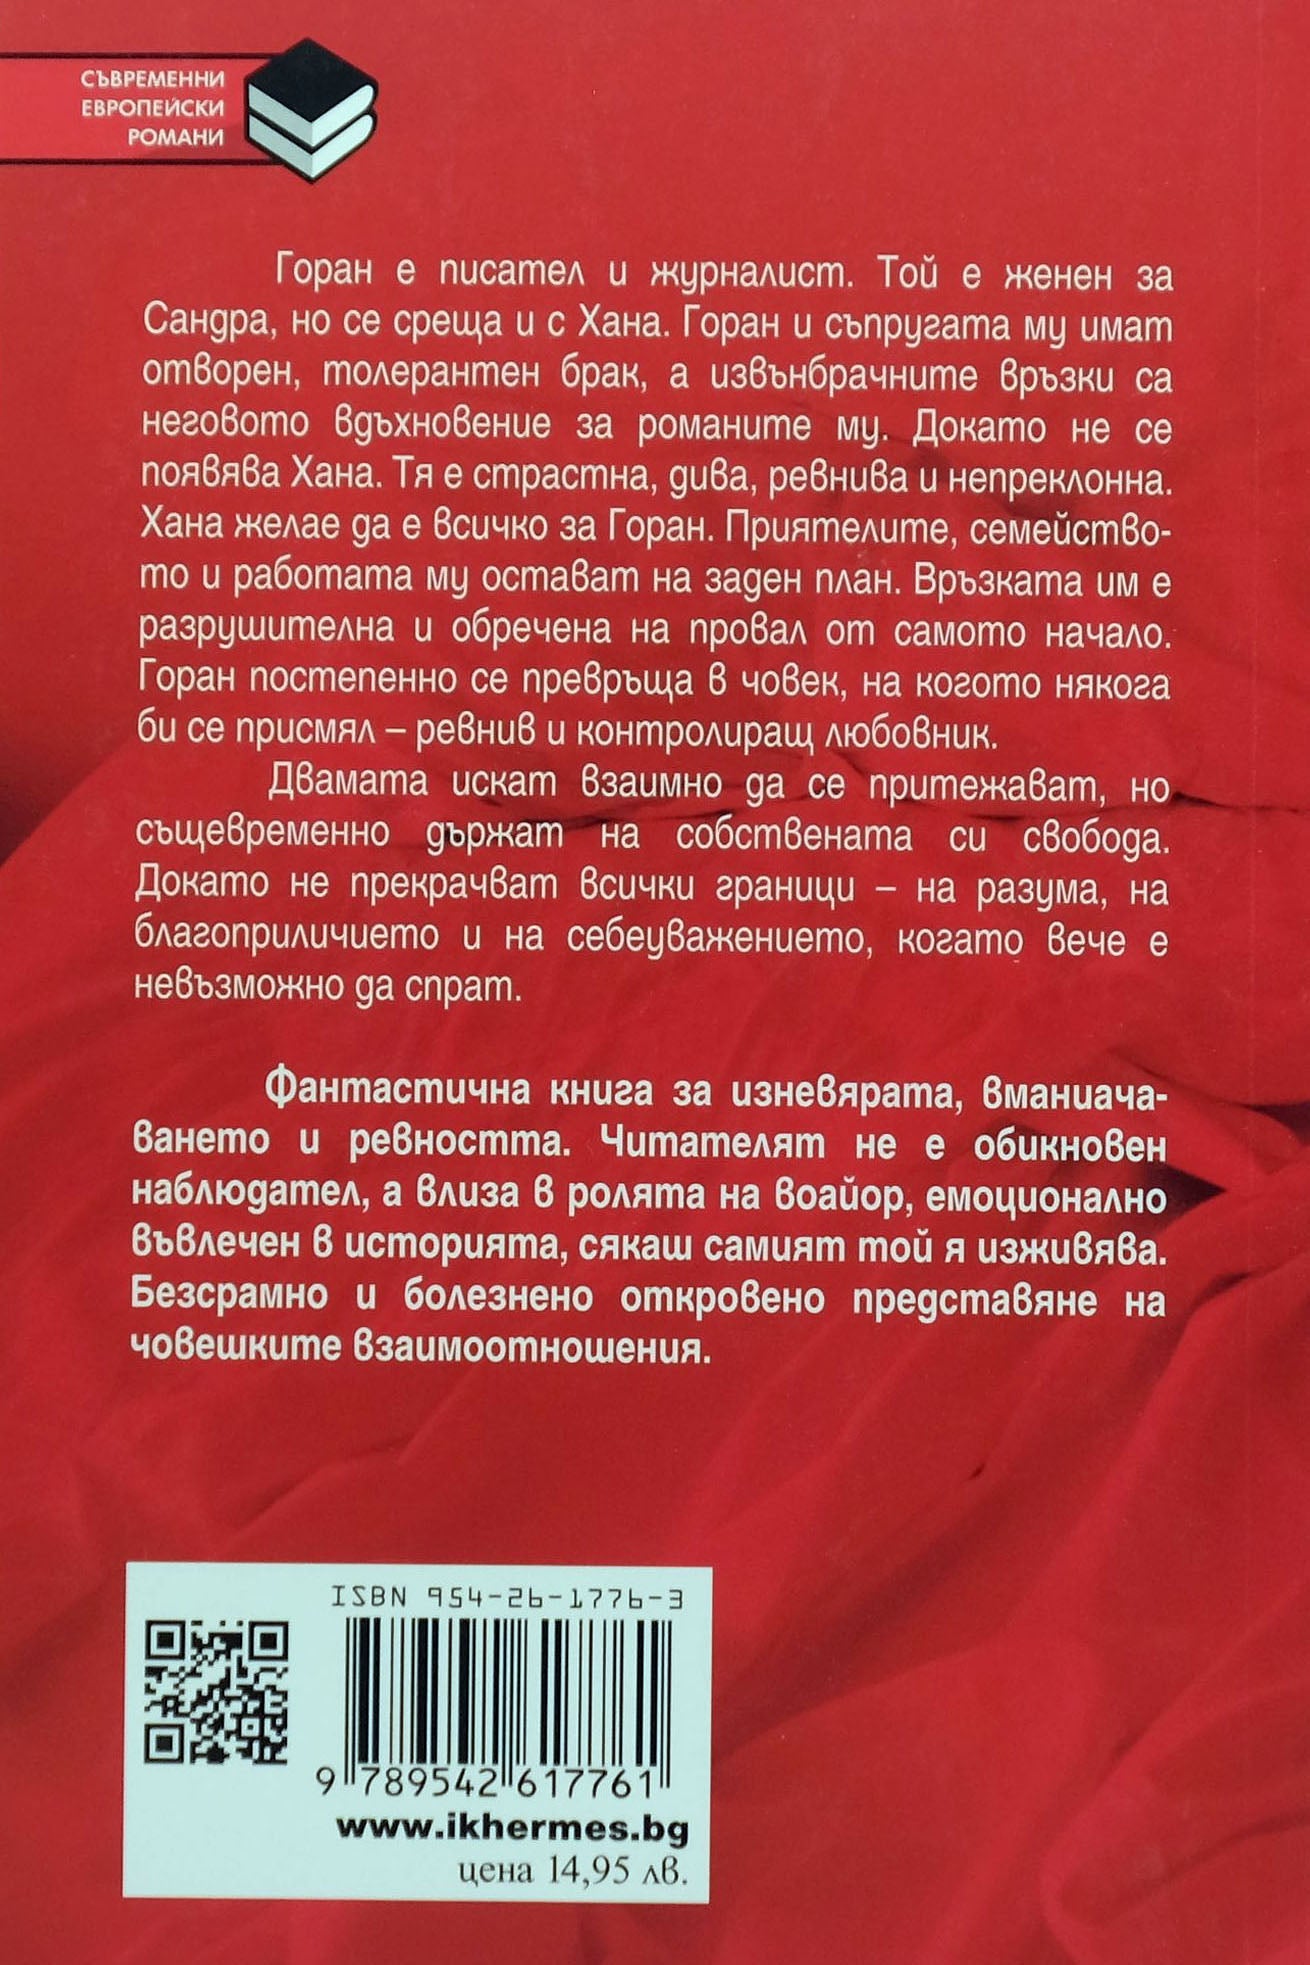 СЪВРЕМЕННИ
ЕВРОПЕЙСКИ
РОМАНИ
Горан е писател и журналист. Той е женен за
Сандра, но се среща и с Хана. Горан и съпругата му имат
отворен, толерантен брак, а извънбрачните връзки са
неговото вдъхновение за романите му. Докато не се
появява Хана. Тя е страстна, дива, ревнива и непреклонна.
Хана желае да е всичко за Горан. Приятелите, семейство-
то и работата му остават на заден план. Връзката им е
разрушителна и обречена на провал от самото начало.
Горан постепенно се превръща в човек, на когото някога
би се присмял – ревнив и контролиращ любовник.
Двамата искат взаимно да се притежават, но
същевременно държат на собствената си свобода.
Докато не прекрачват всички граници – на разума, на
благоприличието и на себеуважението, когато вече е
невъзможно да спрат.
Фантастична книга за изневярата, вманиача-
ването и ревността. Читателят не е обикновен
наблюдател, а влиза в ролята на воайор, емоционално
въвлечен в историята, сякаш самият той я изживява.
Безсрамно и болезнено откровено представяне на
човешките взаимоотношения.
ISBN 954-26-1776-3
9 789542 617761
www.ikhermes.bg
цена 14,95 лв.